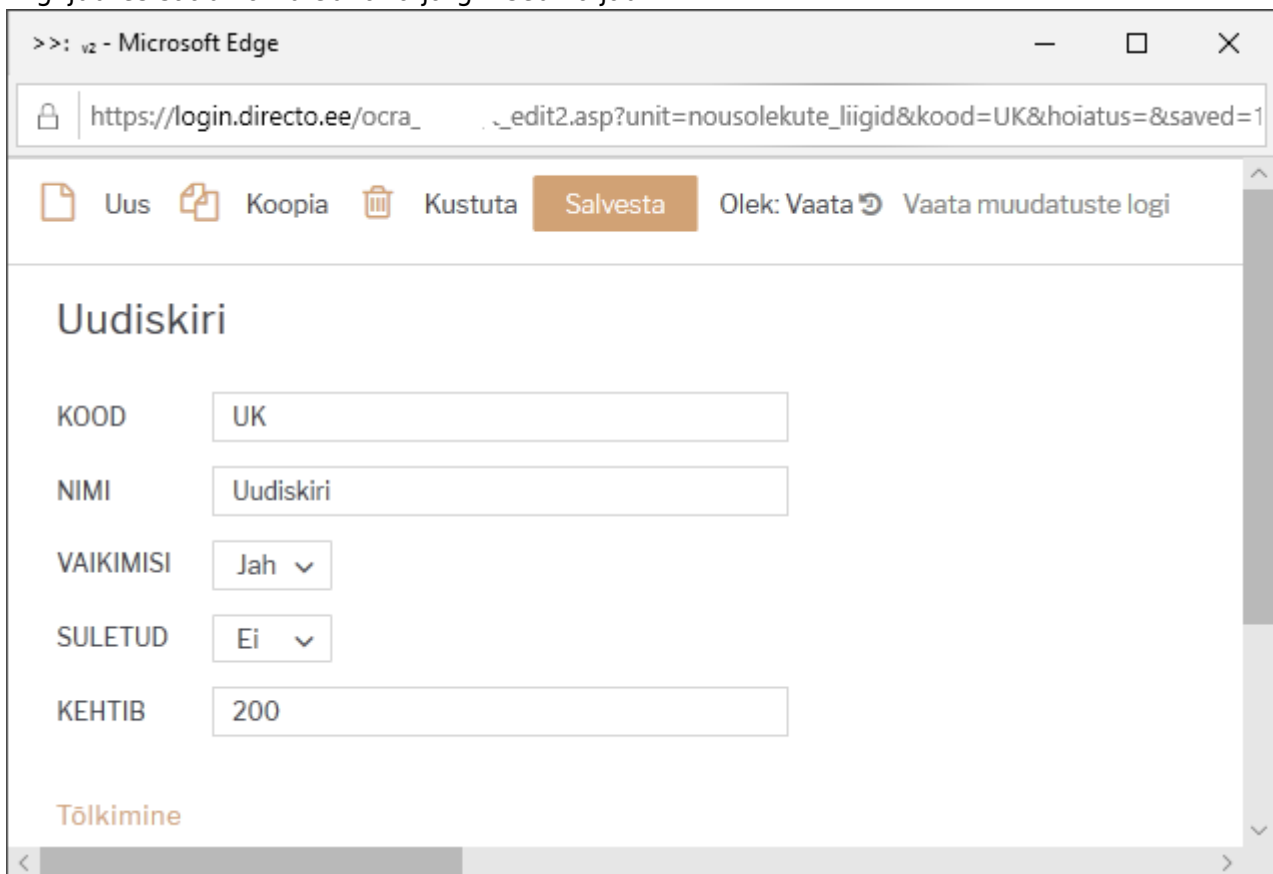 >>: v2 - Microsoft Edge
https://login.directo.ee/ocra_ _edit2.asp?unit=nousolekute_liigid&kood=UK&hoiatus=&saved=1
Uus Koopia Kustuta Salvesta Olek: Vaata Vaata muudatuste logi
Uudiskiri
KOOD UK
NIMI Uudiskiri
VAIKIMISI Jah
SULETUD Ei
KEHTIB 200
Tõlkimine